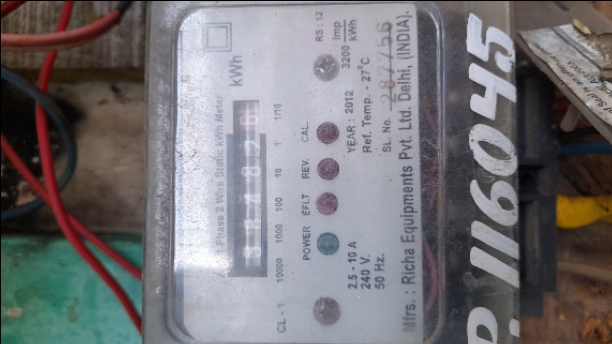 Phase 2 Wire Static kWh Meter
kWh
10000 1000 100 10 1 1/10
CL - 1
POWER EFLT REV. CAL.
RS : 12
Imp
3200 kWh
2.5 - 10 A
240 V.
50 Hz.
YEAR : 2012
Ref. Temp. - 27°C
SL. No. 287756
Mfrs. : Richa Equipments Pvt. Ltd. Delhi, (INDIA).
P. 116045